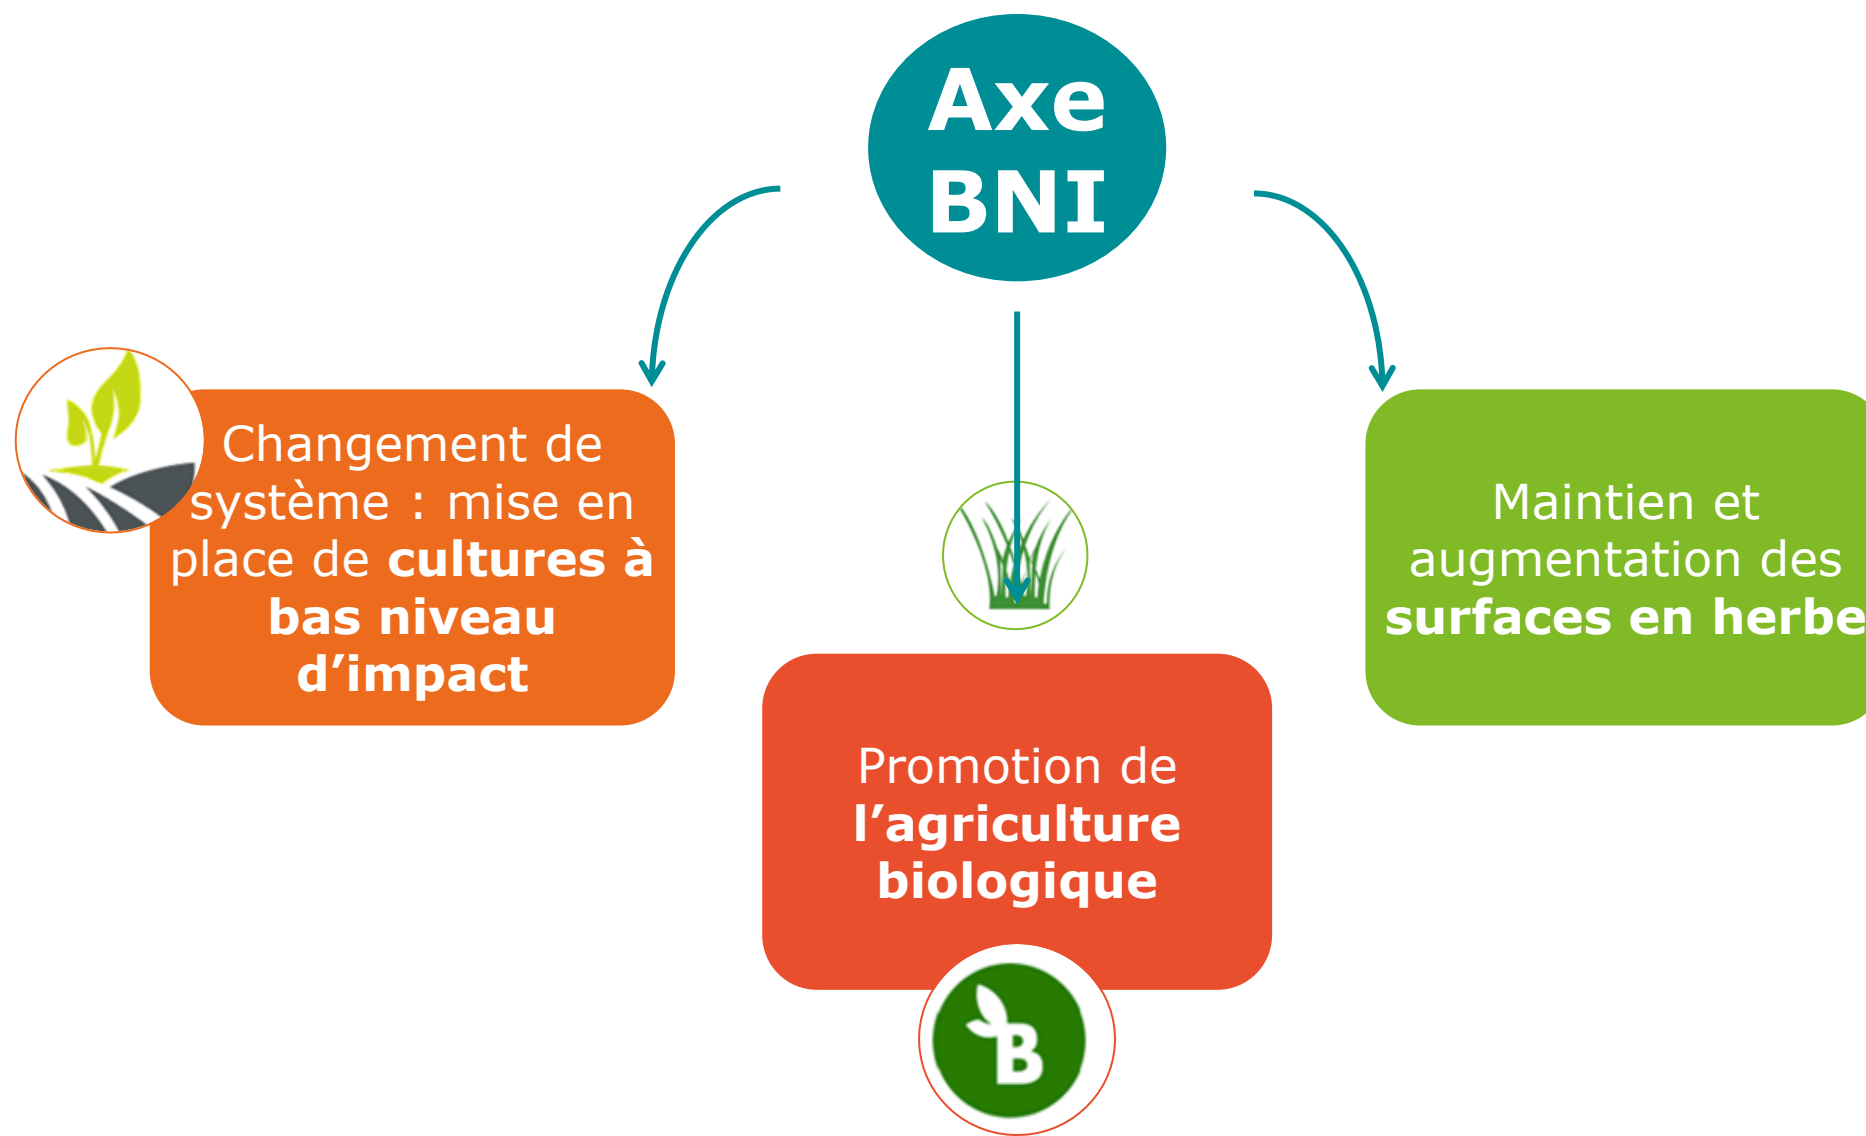 Axe
BNI
Changement de
système : mise en
place de cultures à
bas niveau
d’impact
Maintien et
augmentation des
surfaces en herbe
Promotion de
l’agriculture
biologique
B